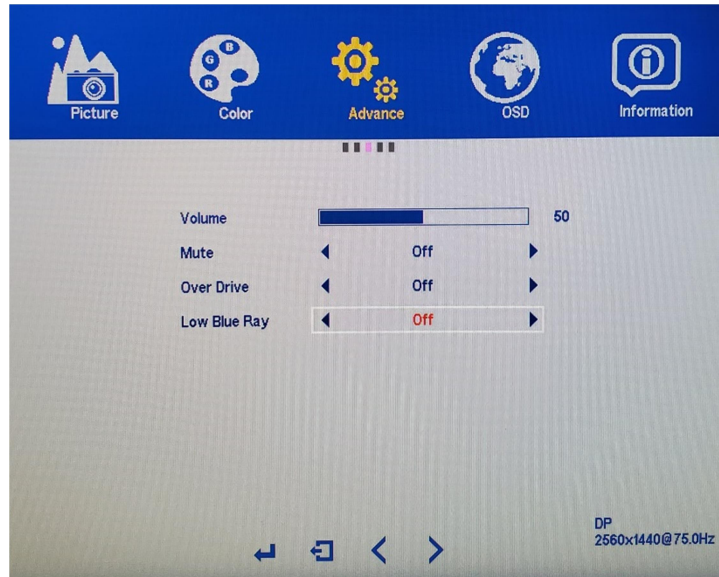 B
G
R
Picture
Color
Advance
OSD
Information
Volume
50
Mute
Off
Over Drive
Off
Low Blue Ray
Off
DP
2560x1440@75.0Hz